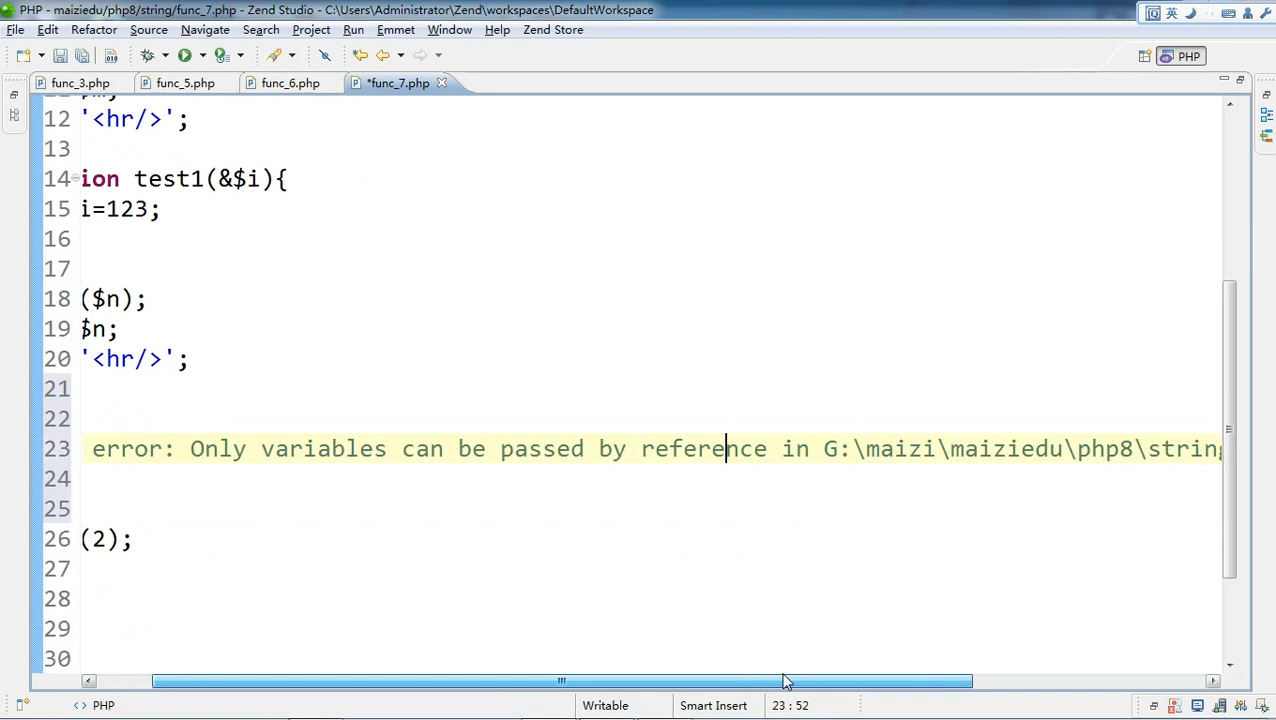 PHP - maiziedu/php8/string/func_7.php - Zend Studio - C:\Users\Administrator\Zend\workspaces\DefaultWorkspace
英
File Edit Refactor Source Navigate Search Project Run Emmet Window Help Zend Store
PHP
func_3.php func_5.php func_6.php *func_7.php
12 '<hr/>';
13
14 ion test1(&$i){
15 i=123;
16
17
18 ($n);
19 $n;
20 '<hr/>';
21
22
23 error: Only variables can be passed by reference in G:\maizi\maiziedu\php8\string
24
25
26 (2);
27
28
29
30
<> PHP Writable Smart Insert 23 : 52